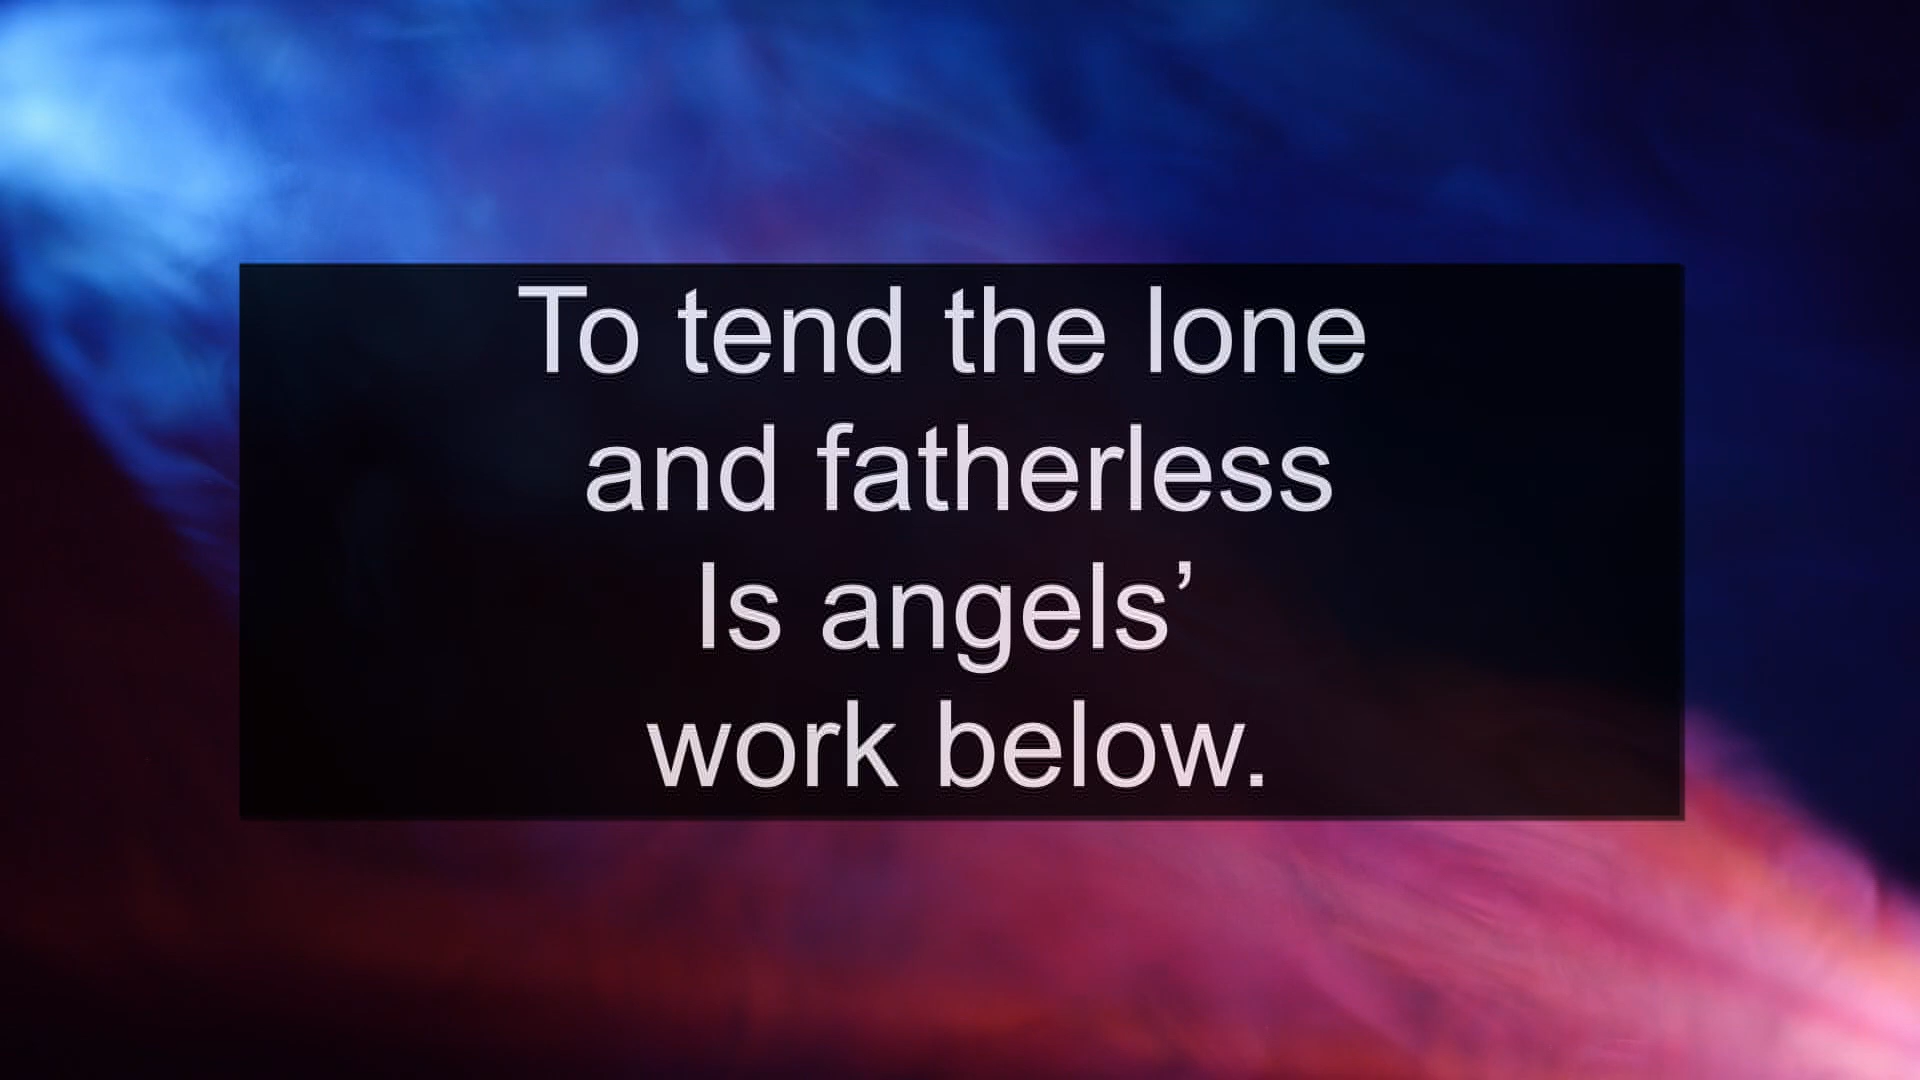 To tend the lone
and fatherless
Is angels’
work below.